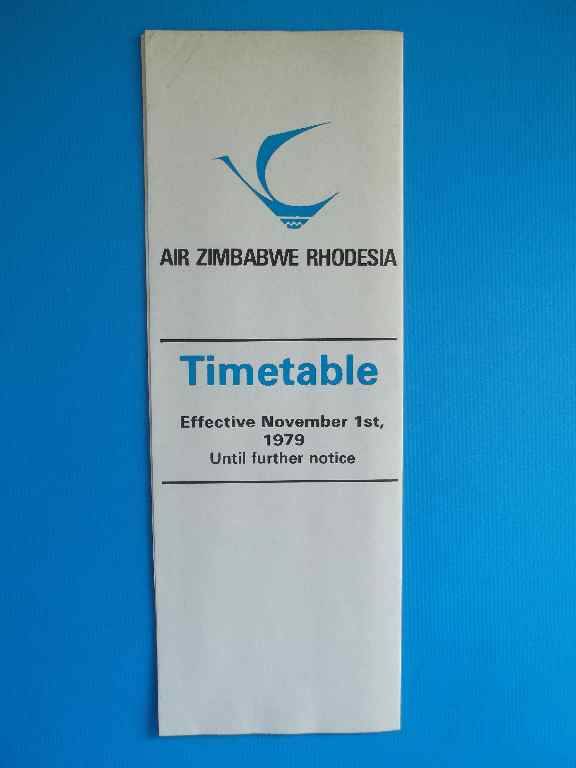 AIR ZIMBABWE RHODESIA
Timetable
Effective November 1st,
1979
Until further notice